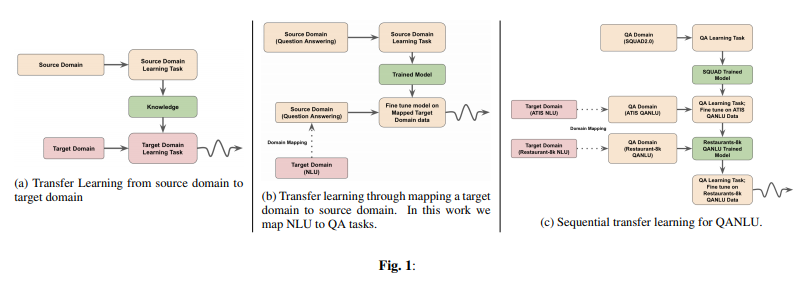 Source Domain
Source Domain
Learning Task
Knowledge
Target Domain
Target Domain
Learning Task
(a) Transfer Learning from source domain to
target domain
Source Domain
(Question Answering)
Source Domain
Learning Task
Trained Model
Source Domain
(Question Answering)
Fine tune model on
Mapped Target
Domain data
Domain Mapping
Target Domain
(NLU)
(b) Transfer learning through mapping a target
domain to source domain. In this work we
map NLU to QA tasks.
QA Domain
(SQUAD2.0)
QA Learning Task
SQUAD Trained
Model
Target Domain
(ATIS NLU)
QA Domain
(ATIS QANLU)
QA Learning Task;
Fine tune on ATIS
QANLU Data
Domain Mapping
Target Domain
(Restaurant-8k NLU)
QA Domain
(Restaurant-8k
QANLU)
Restaurants-8k
QANLU Trained
Model
QA Learning Task;
Fine tune on
Restaurants-8k
QANLU Data
(c) Sequential transfer learning for QANLU.
Fig. 1: